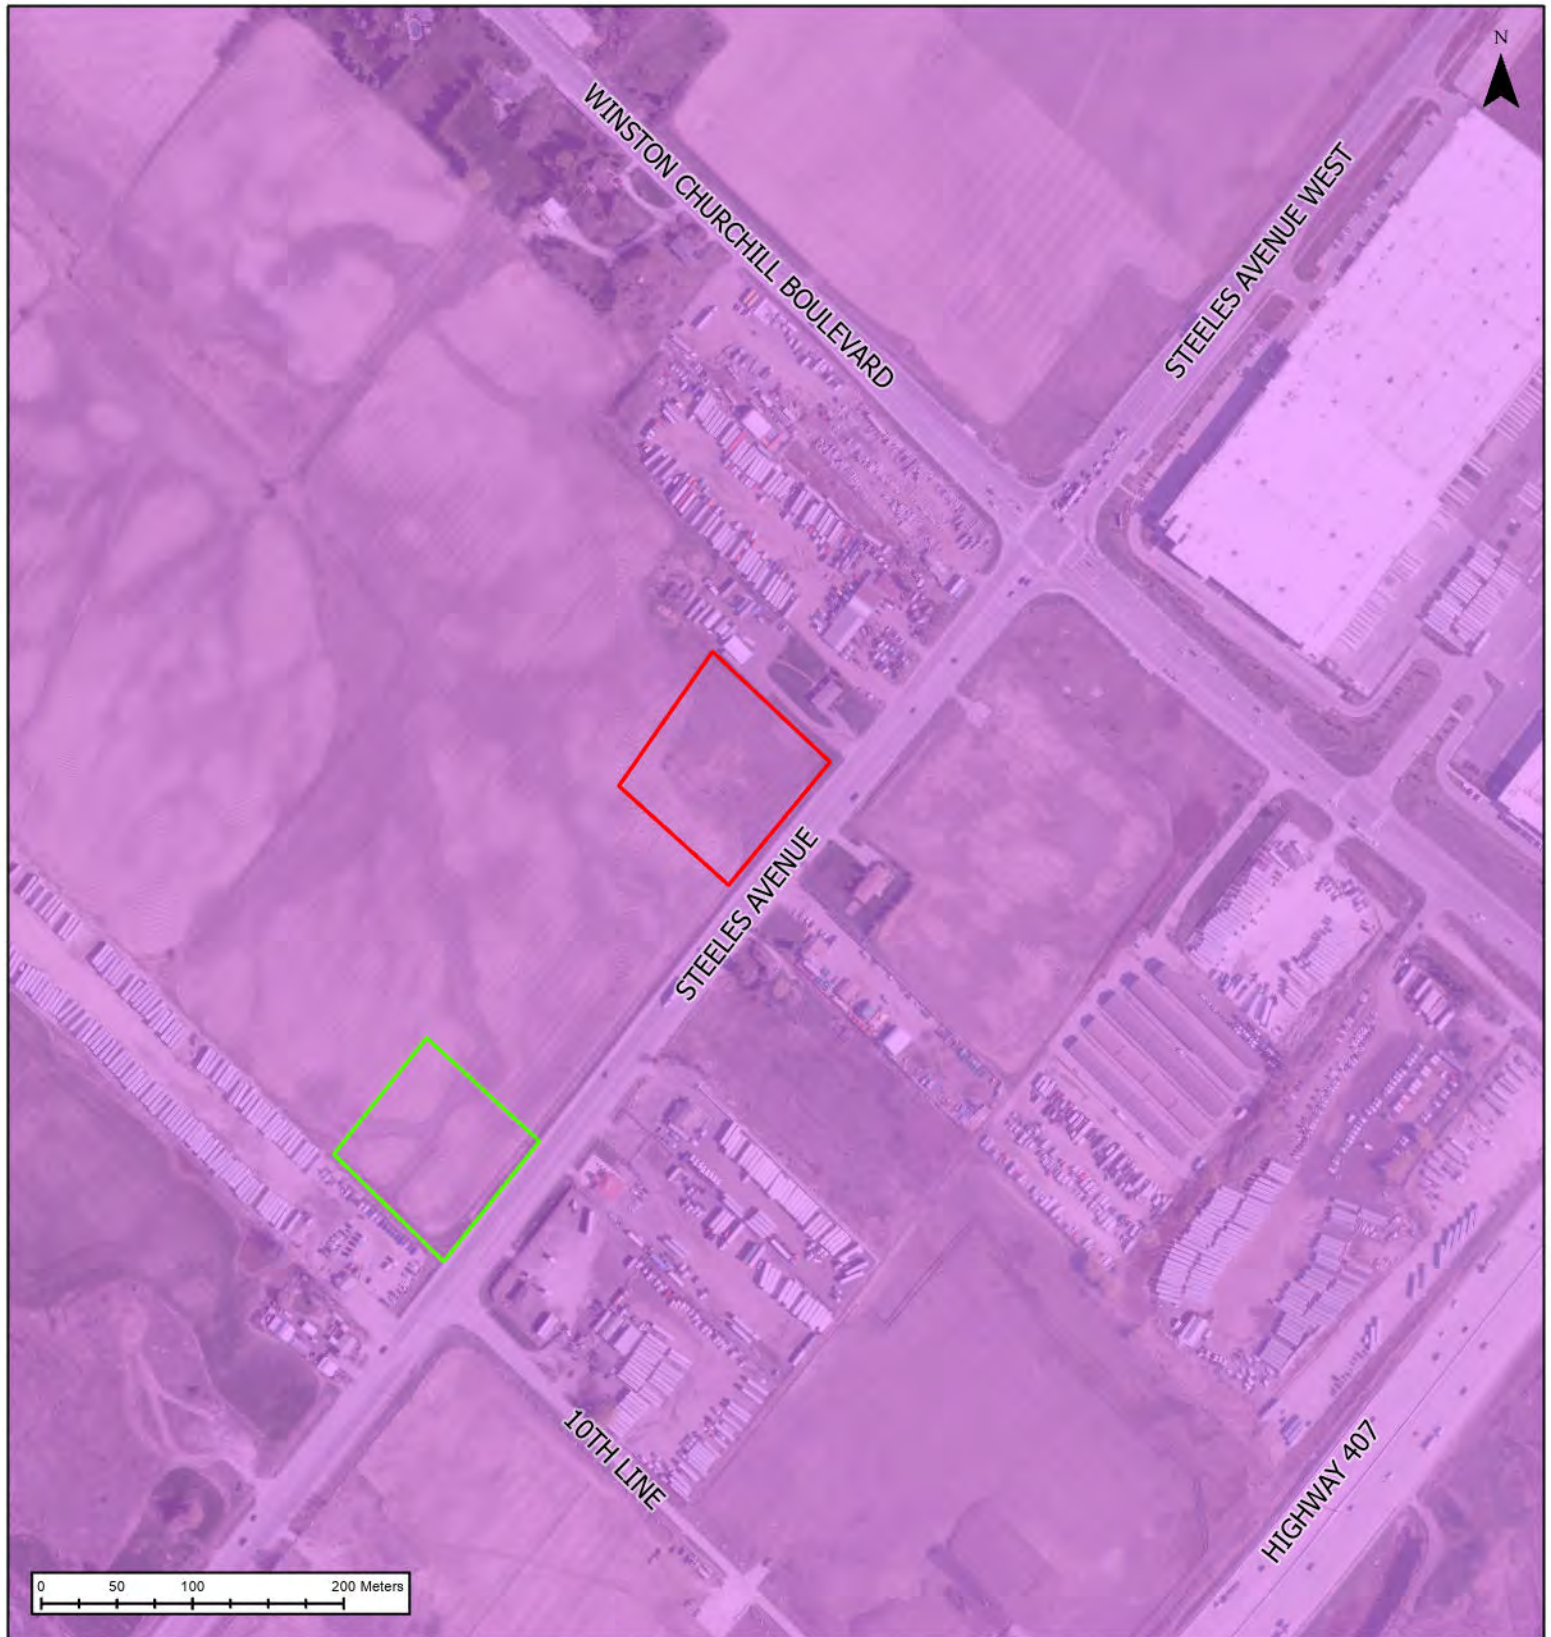 N
WINSTON CHURCHILL BOULEVARD
STEELES AVENUE WEST
STEELES AVENUE
10TH LINE
HIGHWAY 407
0 50 100 200 Meters